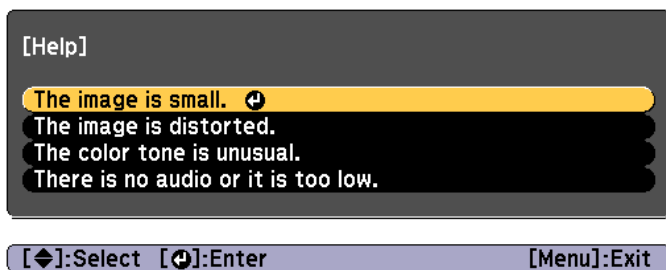 [Help]
The image is small.
The image is distorted.
The color tone is unusual.
There is no audio or it is too low.
[◆]:Select [⏎]:Enter [Menu]:Exit